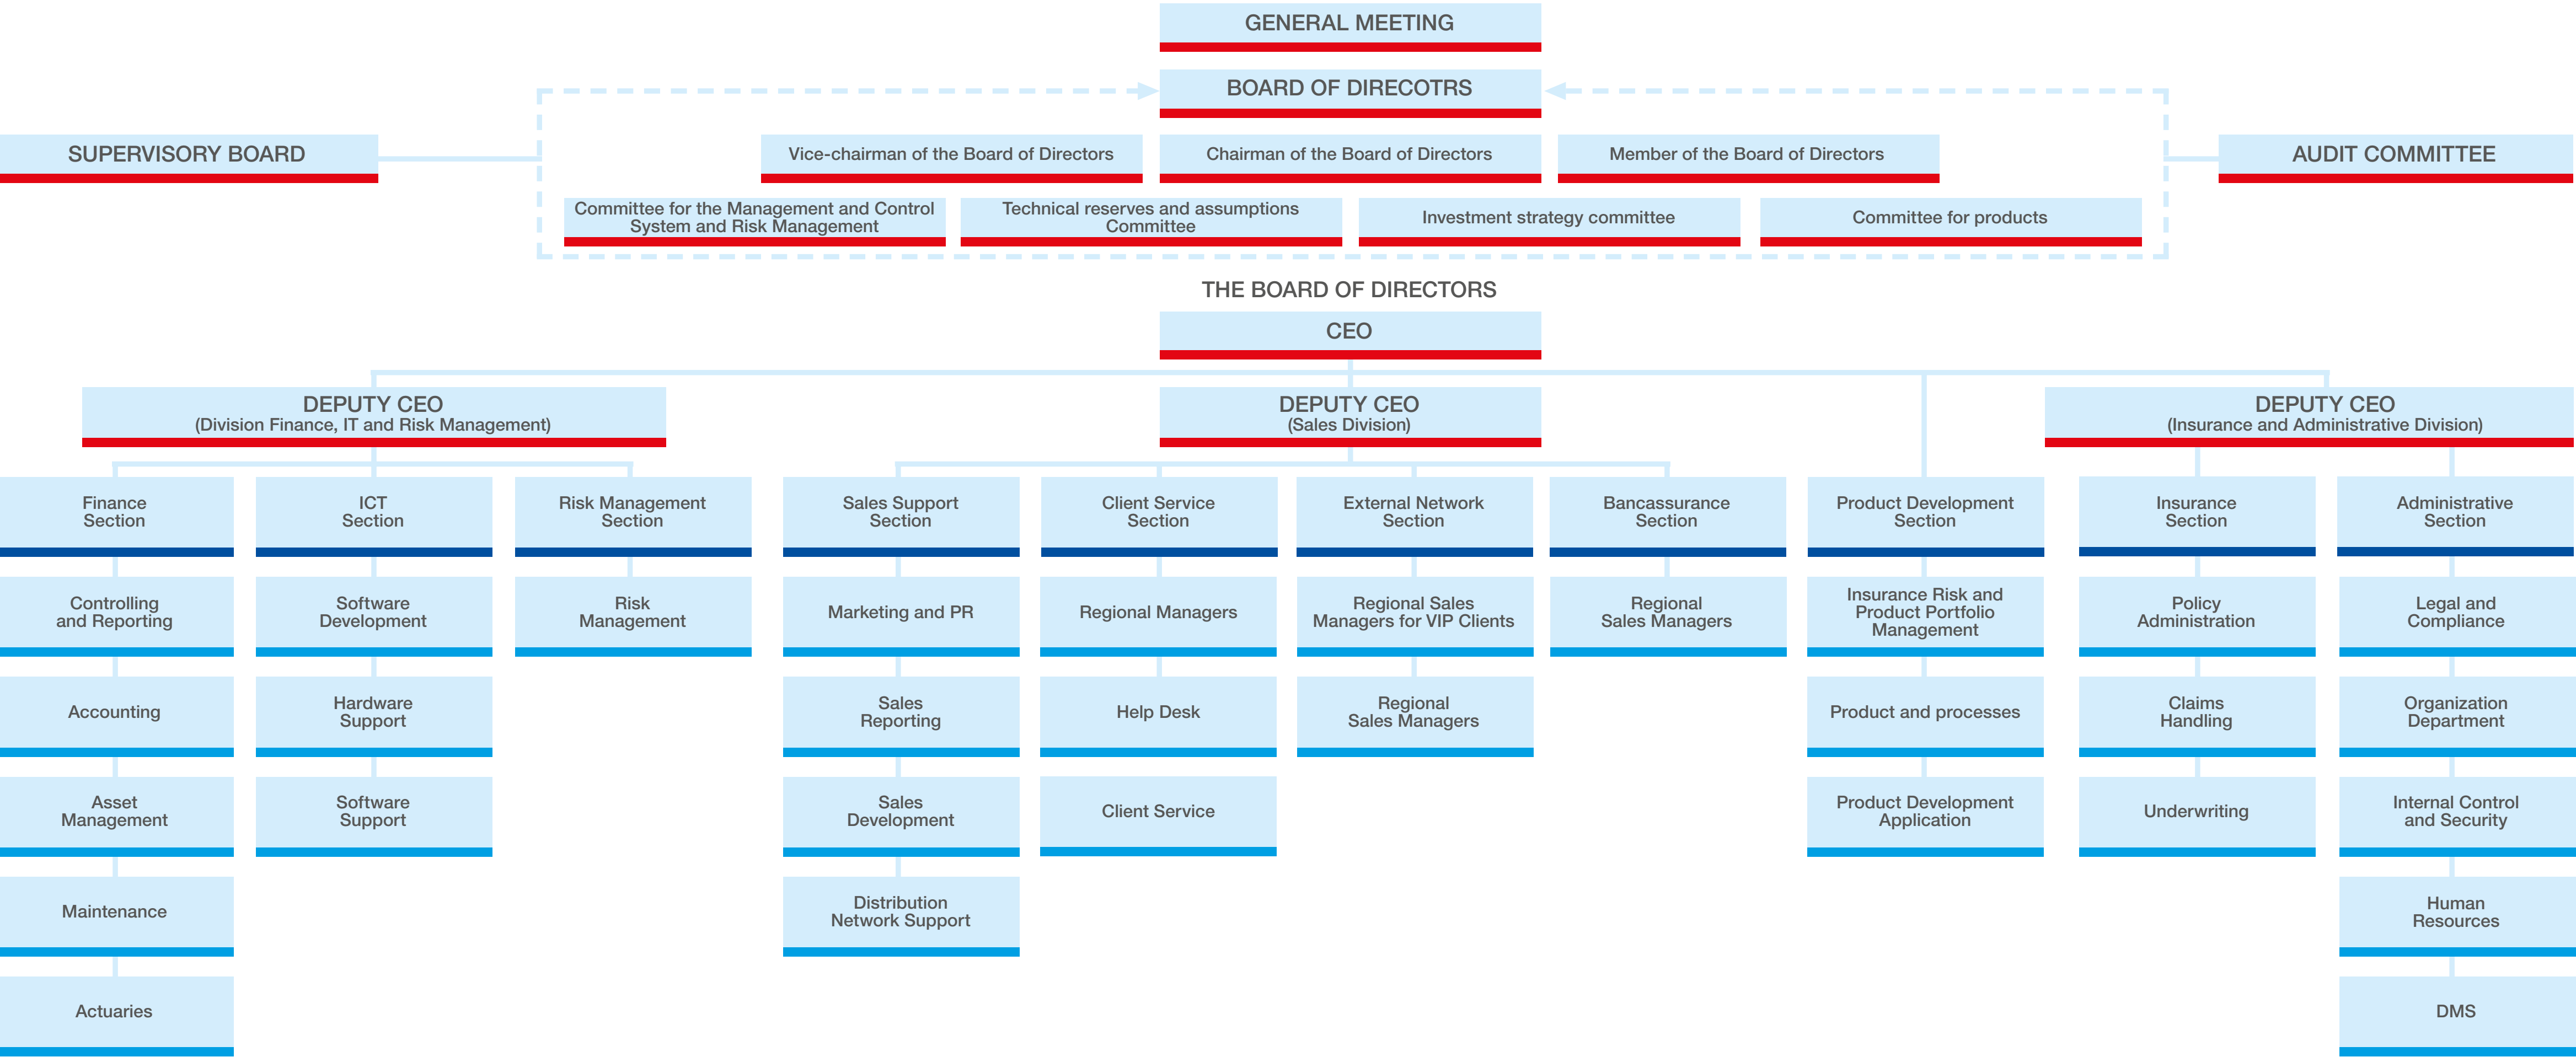 GENERAL MEETING
BOARD OF DIRECOTRS
SUPERVISORY BOARD
Vice-chairman of the Board of Directors
Chairman of the Board of Directors
Member of the Board of Directors
AUDIT COMMITTEE
Committee for the Management and Control
System and Risk Management
Technical reserves and assumptions
Committee
Investment strategy committee
Committee for products
THE BOARD OF DIRECTORS
CEO
DEPUTY CEO
(Division Finance, IT and Risk Management)
DEPUTY CEO
(Sales Division)
DEPUTY CEO
(Insurance and Administrative Division)
Finance
Section
ICT
Section
Risk Management
Section
Sales Support
Section
Client Service
Section
External Network
Section
Bancassurance
Section
Product Development
Section
Insurance
Section
Administrative
Section
Controlling
and Reporting
Software
Development
Risk
Management
Marketing and PR
Regional Managers
Regional Sales
Managers for VIP Clients
Regional
Sales Managers
Insurance Risk and
Product Portfolio
Management
Policy
Administration
Legal and
Compliance
Accounting
Hardware
Support
Sales
Reporting
Help Desk
Regional
Sales Managers
Product and processes
Claims
Handling
Organization
Department
Asset
Management
Software
Support
Sales
Development
Client Service
Product Development
Application
Underwriting
Internal Control
and Security
Maintenance
Distribution
Network Support
Human
Resources
Actuaries
DMS